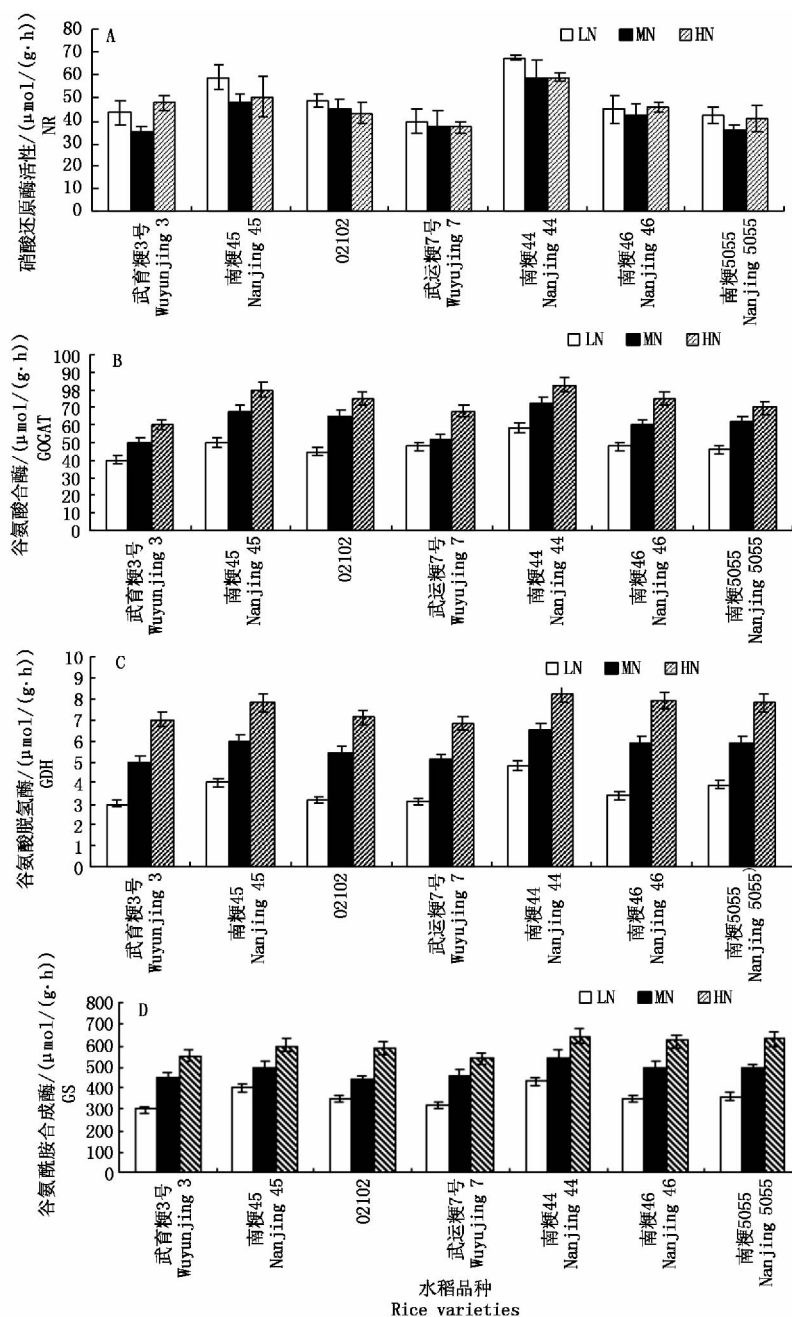 A
LN MN HN
硝酸还原酶活性/(μmol/(g·h)
NR
80
70
60
50
40
30
20
10
0
武育粳3号
Wuyunjing 3
南粳45
Nanjing 45
02102
武运粳7号
Wuyujing 7
南粳44
Nanjing 44
南粳46
Nanjing 46
南粳5055
Nanjing 5055
B
LN MN HN
谷氨酸合酶/(μmol/(g·h)
GOGAT
100
90
98
70
60
50
40
30
20
10
0
武育粳3号
Wuyunjing 3
南粳45
Nanjing 45
02102
武运粳7号
Wuyujing 7
南粳44
Nanjing 44
南粳46
Nanjing 46
南粳5055
Nanjing 5055
C
LN MN HN
谷氨酸脱氢酶/(μmol/(g·h)
GDH
10
9
8
7
6
5
4
3
2
1
0
武育粳3号
Wuyunjing 3
南粳45
Nanjing 45
02102
武运粳7号
Wuyujing 7
南粳44
Nanjing 44
南粳46
Nanjing 46
南粳5055
Nanjing 5055)
D
LN MN HN
谷氨酰胺合成酶/(μmol/(g·h)
GS
800
700
600
500
400
300
200
100
0
武育粳3号
Wuyunjing 3
南粳45
Nanjing 45
02102
武运粳7号
Wuyujing 7
南粳44
Nanjing 44
南粳46
Nanjing 46
南粳5055
Nanjing 5055
水稻品种
Rice varieties